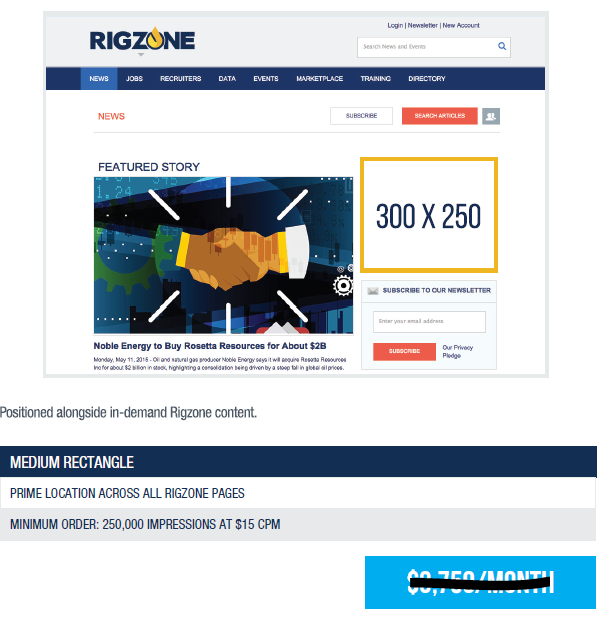 Login | Newsletter | New Account
RIGZONE
Search News and Events
NEWS JOBS RECRUITERS DATA EVENTS MARKETPLACE TRAINING DIRECTORY
NEWS
SUBSCRIBE
SEARCH ARTICLES
FEATURED STORY
1.24
300 X 250
SUBSCRIBE TO OUR NEWSLETTER
Enter your email address
SUBSCRIBE
Our Privacy
Pledge
Noble Energy to Buy Rosetta Resources for About $2B
Monday, May 11, 2015 - Oil and natural gas producer Noble Energy says it will acquire Rosetta Resources
Inc for about $2 billion in stock, highlighting a consolidation being driven by a steep fall in global oil prices.
Positioned alongside in-demand Rigzone content.
MEDIUM RECTANGLE
PRIME LOCATION ACROSS ALL RIGZONE PAGES
MINIMUM ORDER: 250,000 IMPRESSIONS AT $15 CPM